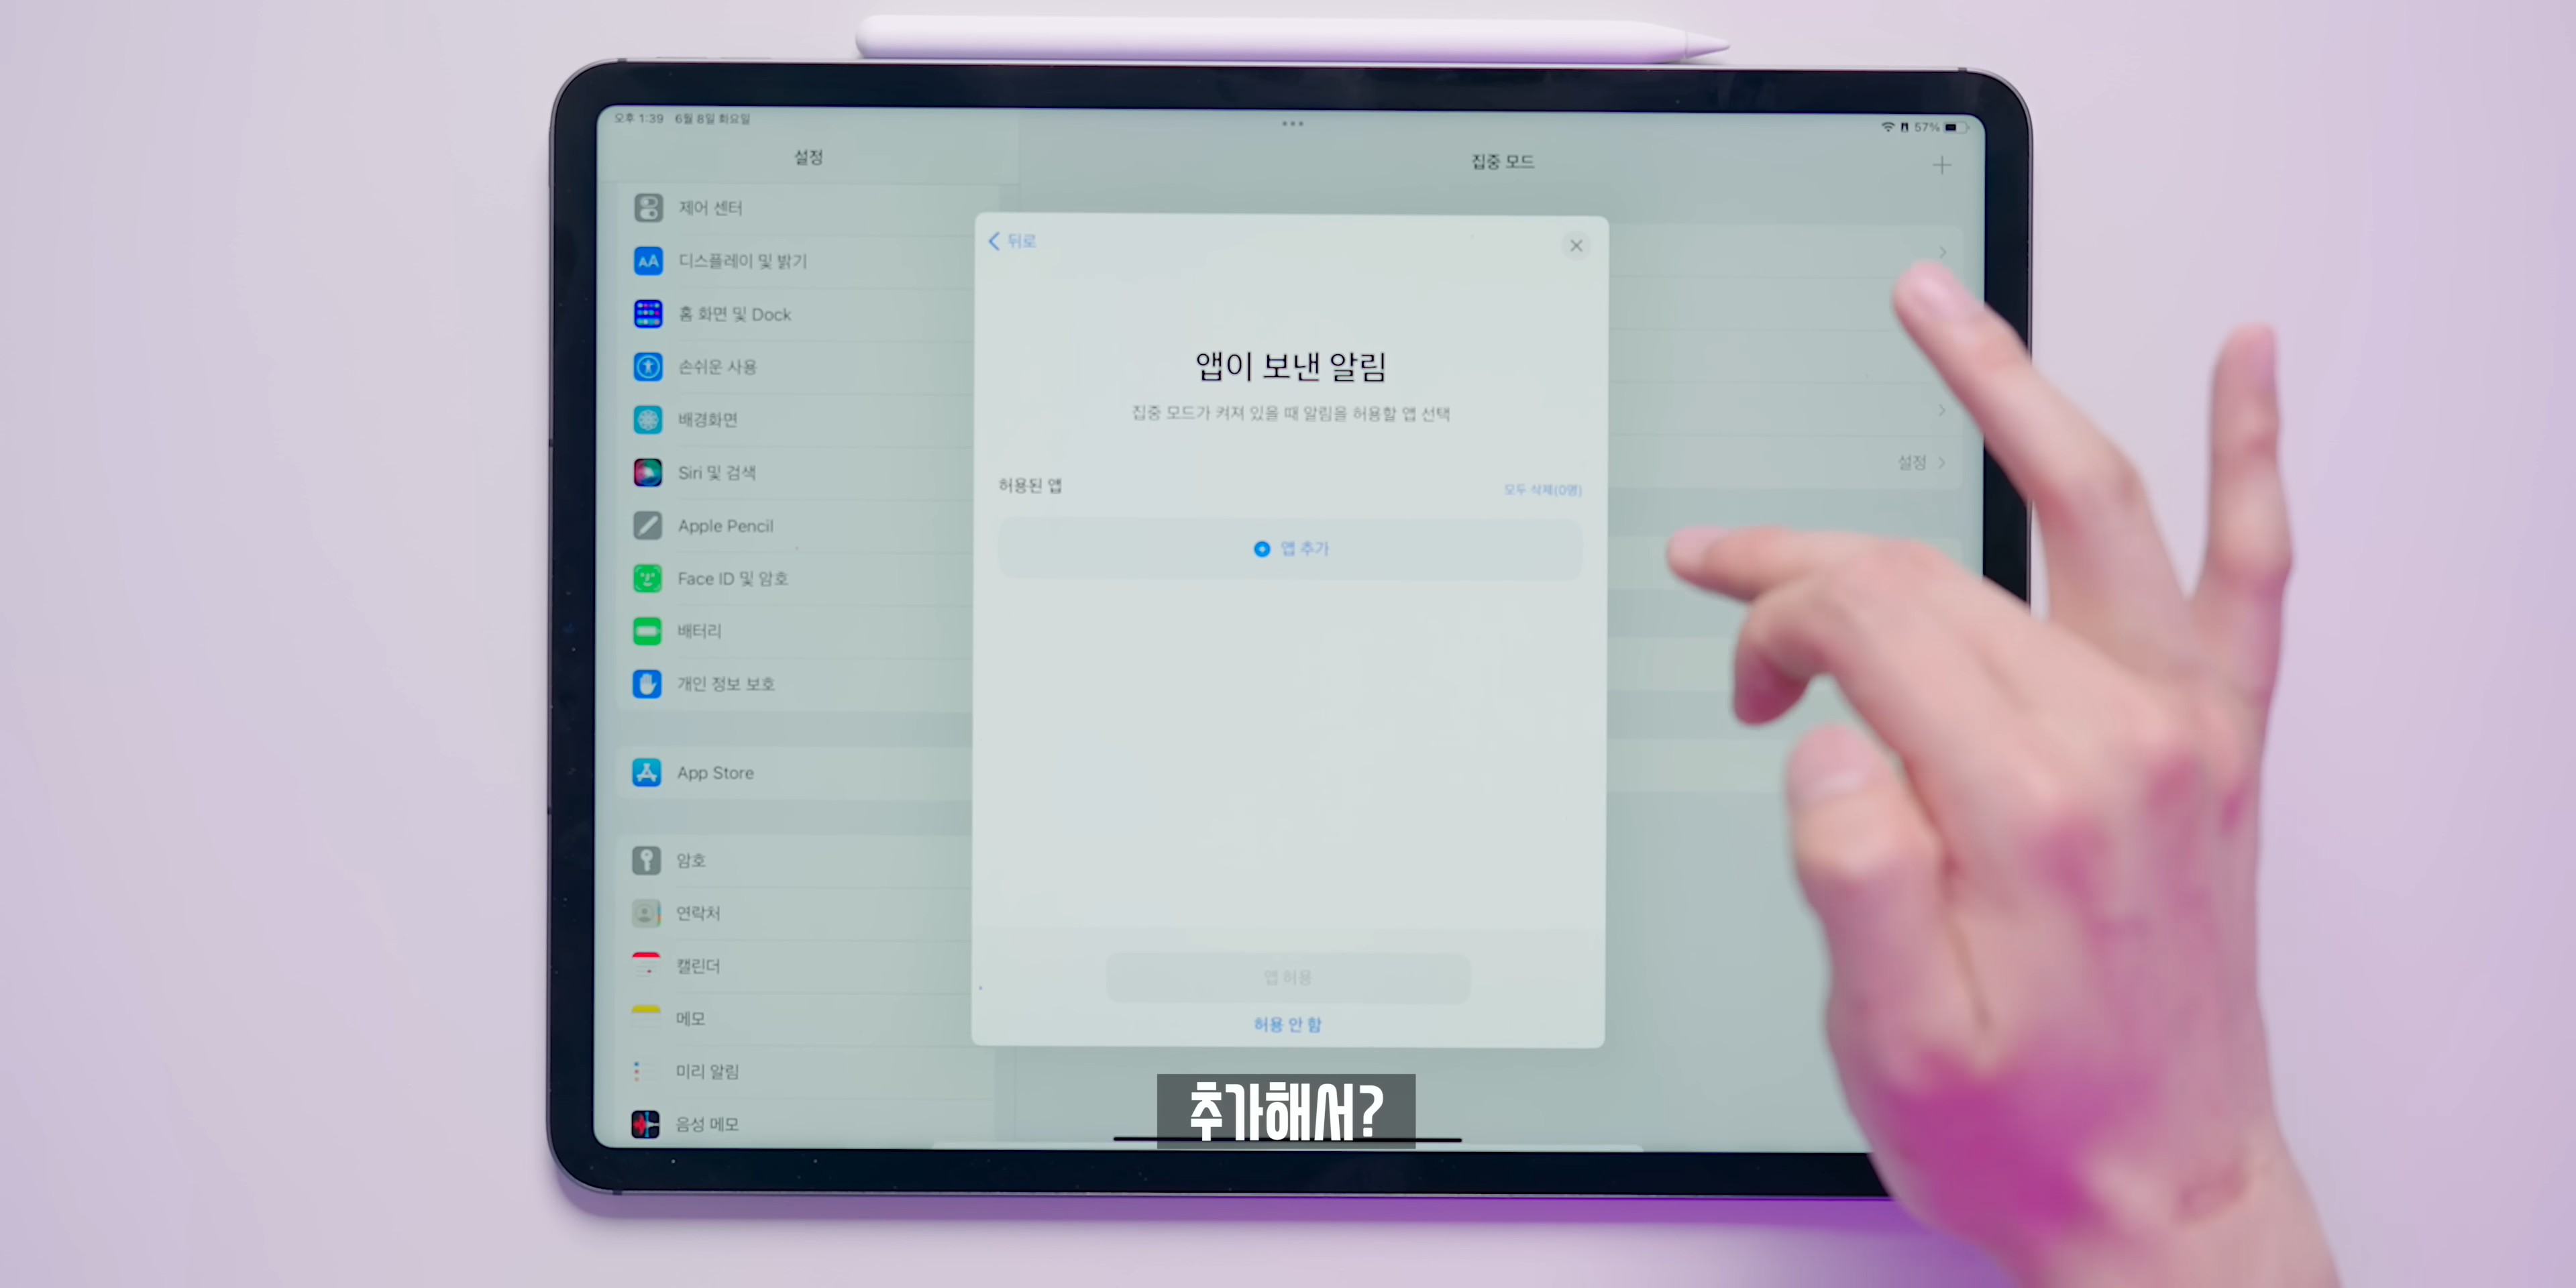 오후 1:39 6월 8일 화요일
57%
설정
집중 모드
제어 센터
디스플레이 및 밝기
홈 화면 및 Dock
손쉬운 사용
배경화면
Siri 및 검색
Apple Pencil
Face ID 및 암호
배터리
개인 정보 보호
App Store
암호
연락처
캘린더
메모
미리 알림
음성 메모
뒤로
앱이 보낸 알림
집중 모드가 켜져 있을 때 알림을 허용할 앱 선택
허용된 앱
모두 삭제(0명)
앱 추가
앱 허용
허용 안 함
설정
추가해서?